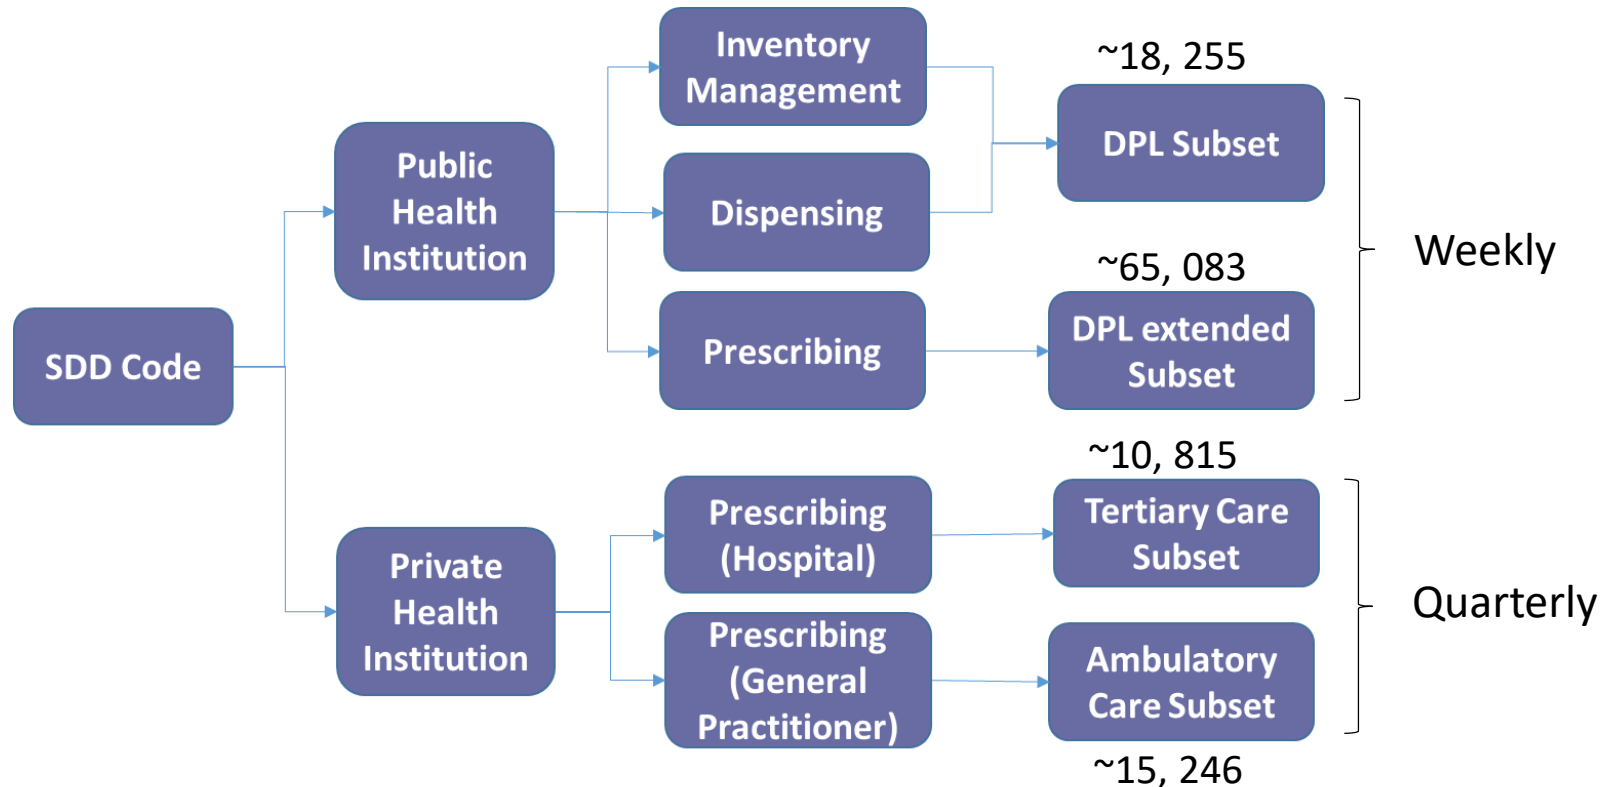 SDD Code
Public
Health
Institution
Private
Health
Institution
Inventory
Management
Dispensing
Prescribing
Prescribing
(Hospital)
Prescribing
(General
Practitioner)
~18, 255
DPL Subset
~65, 083
DPL extended
Subset
~10, 815
Tertiary Care
Subset
Ambulatory
Care Subset
~15, 246
Weekly
Quarterly